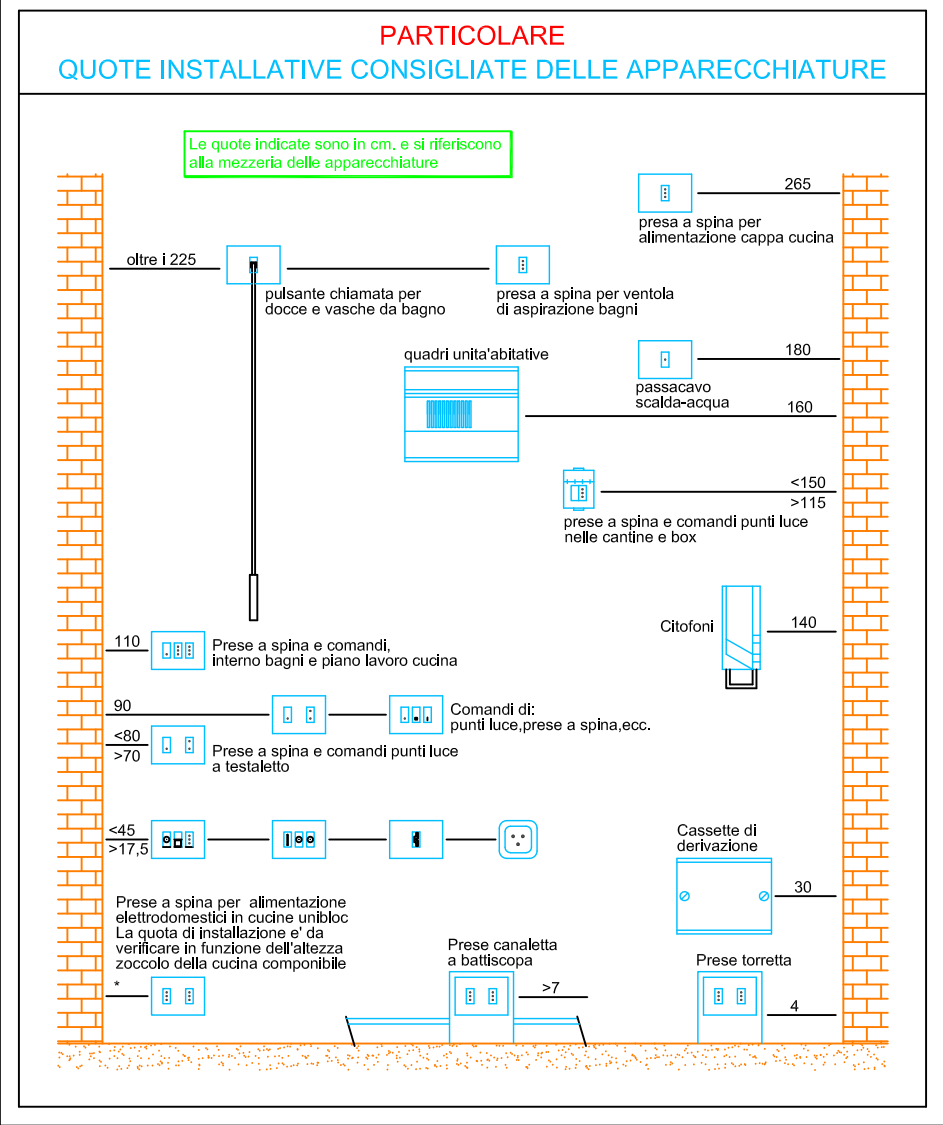 PARTICOLARE
QUOTE INSTALLATIVE CONSIGLIATE DELLE APPARECCHIATURE
Le quote indicate sono in cm. e si riferiscono
alla mezzeria delle apparecchiature
265
presa a spina per
alimentazione cappa cucina
oltre i 225
pulsante chiamata per
docce e vasche da bagno
presa a spina per ventola
di aspirazione bagni
quadri unita'abitative
180
passacavo
scalda-acqua
160
<150
>115
prese a spina e comandi punti luce
nelle cantine e box
Citofoni
140
110
Prese a spina e comandi,
interno bagni e piano lavoro cucina
90
Comandi di:
punti luce,prese a spina,ecc.
<80
>70
Prese a spina e comandi punti luce
a testaletto
<45
>17,5
Cassette di
derivazione
30
Prese a spina per alimentazione
elettrodomestici in cucine unibloc
La quota di installazione e' da
verificare in funzione dell'altezza
zoccolo della cucina componibile
*
Prese canaletta
a battiscopa
>7
Prese torretta
4